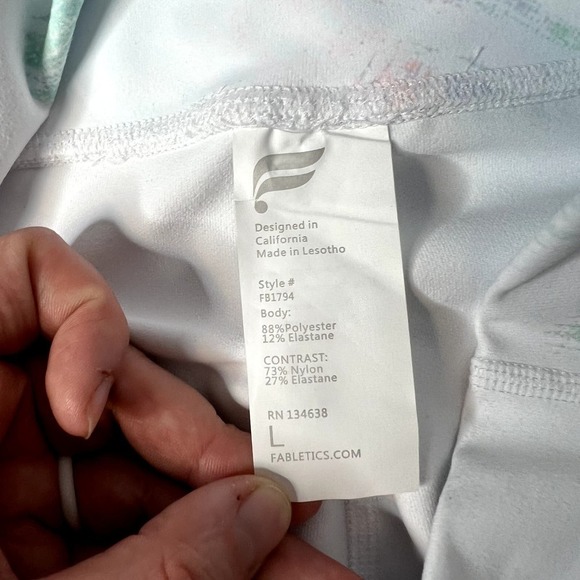 Designed in
California
Made in Lesotho
Style #
FB1794
Body:
88%Polyester
12% Elastane
CONTRAST:
73% Nylon
27% Elastane
RN 134638
L
FABLETICS.COM